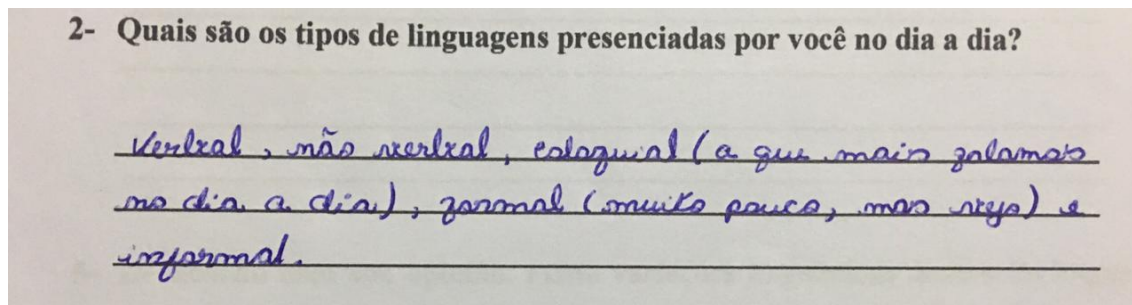 2- Quais são os tipos de linguagens presenciadas por você no dia a dia?
Verbal, não verbal, coloquial (a que mais falamos
no dia a dia), formal (muito pouco, mas vejo) e
informal.